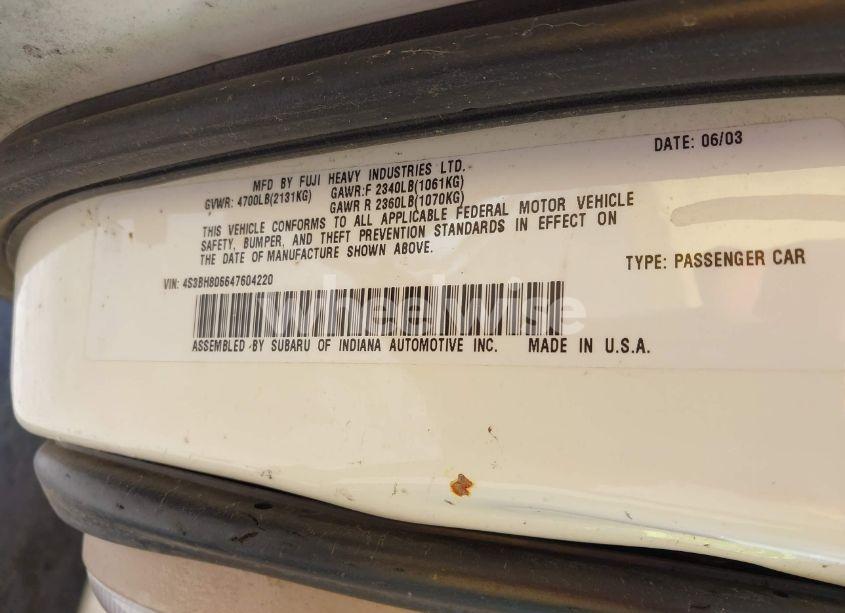 DATE: 06/03
MFD BY FUJI HEAVY INDUSTRIES LTD.
GVWR: 4700LB(2131KG) GAWR:F 2340LB(1061KG)
GAWR R 2360LB(1070KG)
THIS VEHICLE CONFORMS TO ALL APPLICABLE FEDERAL MOTOR VEHICLE
SAFETY, BUMPER, AND THEFT PREVENTION STANDARDS IN EFFECT ON
THE DATE OF MANUFACTURE SHOWN ABOVE.
VIN: 4S3BH806647604220
TYPE: PASSENGER CAR
wheelwise
ASSEMBLED BY SUBARU OF INDIANA AUTOMOTIVE INC. MADE IN U.S.A.